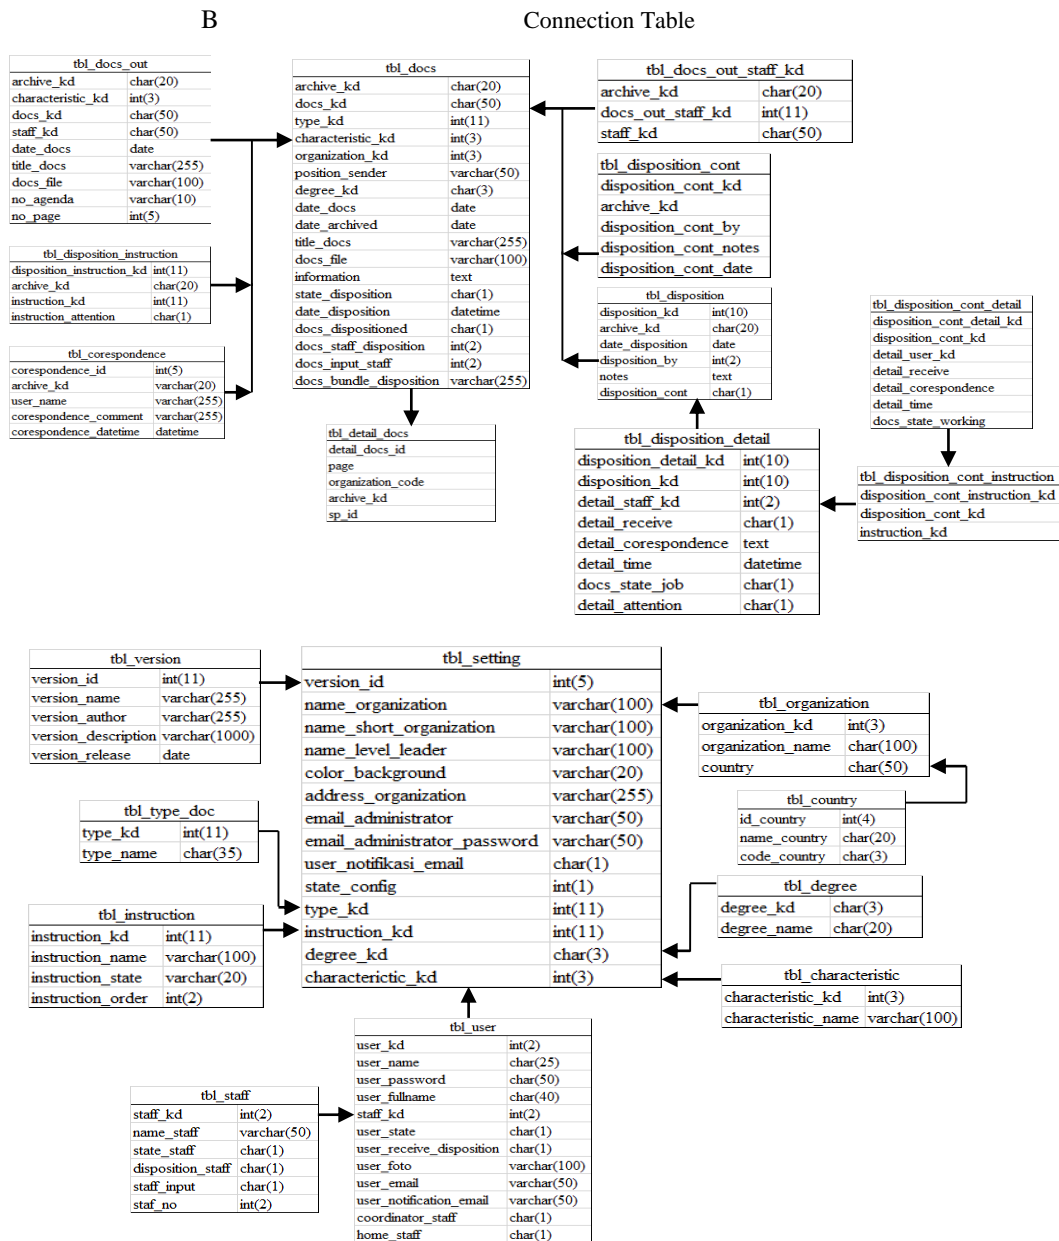 B Connection Table
tbl_docs_out
archive_kd char(20)
characteristic_kd int(3)
docs_kd char(50)
staff_kd char(50)
date_docs date
title_docs varchar(255)
docs_file varchar(100)
no_agenda varchar(10)
no_page int(5)
tbl_disposition_instruction
disposition_instruction_kd int(11)
archive_kd char(20)
instruction_kd int(11)
instruction_attention char(1)
tbl_corespondence
corespondence_id int(5)
archive_kd varchar(20)
user_name varchar(255)
corespondence_comment varchar(255)
corespondence_datetime datetime
tbl_docs
archive_kd char(20)
docs_kd char(50)
type_kd int(11)
characteristic_kd int(3)
organization_kd int(3)
position_sender varchar(50)
degree_kd char(3)
date_docs date
date_archived date
title_docs varchar(255)
docs_file varchar(100)
information text
state_disposition char(1)
date_disposition datetime
docs_dispositioned char(1)
docs_staff_disposition int(2)
docs_input_staff int(2)
docs_bundle_disposition varchar(255)
tbl_detail_docs
detail_docs_id
page
organization_code
archive_kd
sp_id
tbl_docs_out_staff_kd
archive_kd char(20)
docs_out_staff_kd int(11)
staff_kd char(50)
tbl_disposition_cont
disposition_cont_kd
archive_kd
disposition_cont_by
disposition_cont_notes
disposition_cont_date
tbl_disposition
disposition_kd int(10)
archive_kd char(20)
date_disposition date
disposition_by int(2)
notes text
disposition_cont char(1)
tbl_disposition_detail
disposition_detail_kd int(10)
disposition_kd int(10)
detail_staff_kd int(2)
detail_receive char(1)
detail_corespondence text
detail_time datetime
docs_state_job char(1)
detail_attention char(1)
tbl_disposition_cont_detail
disposition_cont_detail_kd
disposition_cont_kd
detail_user_kd
detail_receive
detail_corespondence
detail_time
docs_state_working
tbl_disposition_cont_instruction
disposition_cont_instruction_kd
disposition_cont_kd
instruction_kd
tbl_version
version_id int(11)
version_name varchar(255)
version_author varchar(255)
version_description varchar(1000)
version_release date
tbl_type_doc
type_kd int(11)
type_name char(35)
tbl_instruction
instruction_kd int(11)
instruction_name varchar(100)
instruction_state varchar(20)
instruction_order int(2)
tbl_setting
version_id int(5)
name_organization varchar(100)
name_short_organization varchar(100)
name_level_leader varchar(100)
color_background varchar(20)
address_organization varchar(255)
email_administrator varchar(50)
email_administrator_password varchar(50)
user_notifikasi_email char(1)
state_config int(1)
type_kd int(11)
instruction_kd int(11)
degree_kd char(3)
characterictic_kd int(3)
tbl_organization
organization_kd int(3)
organization_name char(100)
country char(50)
tbl_country
id_country int(4)
name_country char(20)
code_country char(3)
tbl_degree
degree_kd char(3)
degree_name char(20)
tbl_characteristic
characteristic_kd int(3)
characteristic_name varchar(100)
tbl_staff
staff_kd int(2)
name_staff varchar(50)
state_staff char(1)
disposition_staff char(1)
staff_input char(1)
staf_no int(2)
tbl_user
user_kd int(2)
user_name char(25)
user_password char(50)
user_fullname char(40)
staff_kd int(2)
user_state char(1)
user_receive_disposition char(1)
user_foto varchar(100)
user_email varchar(50)
user_notification_email varchar(50)
coordinator_staff char(1)
home_staff char(1)